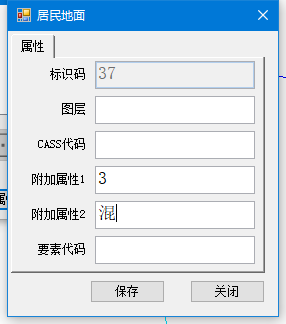 居民地面
属性
标识码 37
图层
CASS代码
附加属性1 3
附加属性2 混
要素代码
保存 关闭